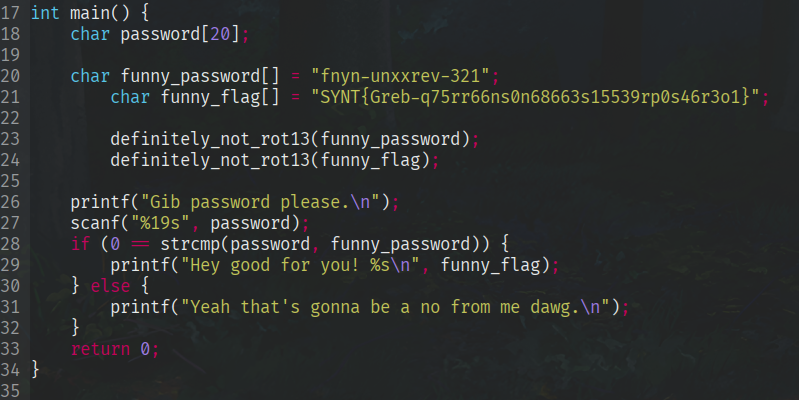 17 int main() {
18     char password[20];
19
20     char funny_password[] = "fnyn-unxxrev-321";
21         char funny_flag[] = "SYNT{Greb-q75rr66ns0n68663s15539rp0s46r3o1}";
22
23         definitely_not_rot13(funny_password);
24         definitely_not_rot13(funny_flag);
25
26     printf("Gib password please.\n");
27     scanf("%19s", password);
28     if (0 == strcmp(password, funny_password)) {
29         printf("Hey good for you! %s\n", funny_flag);
30     } else {
31         printf("Yeah that's gonna be a no from me dawg.\n");
32     }
33     return 0;
34 }
35